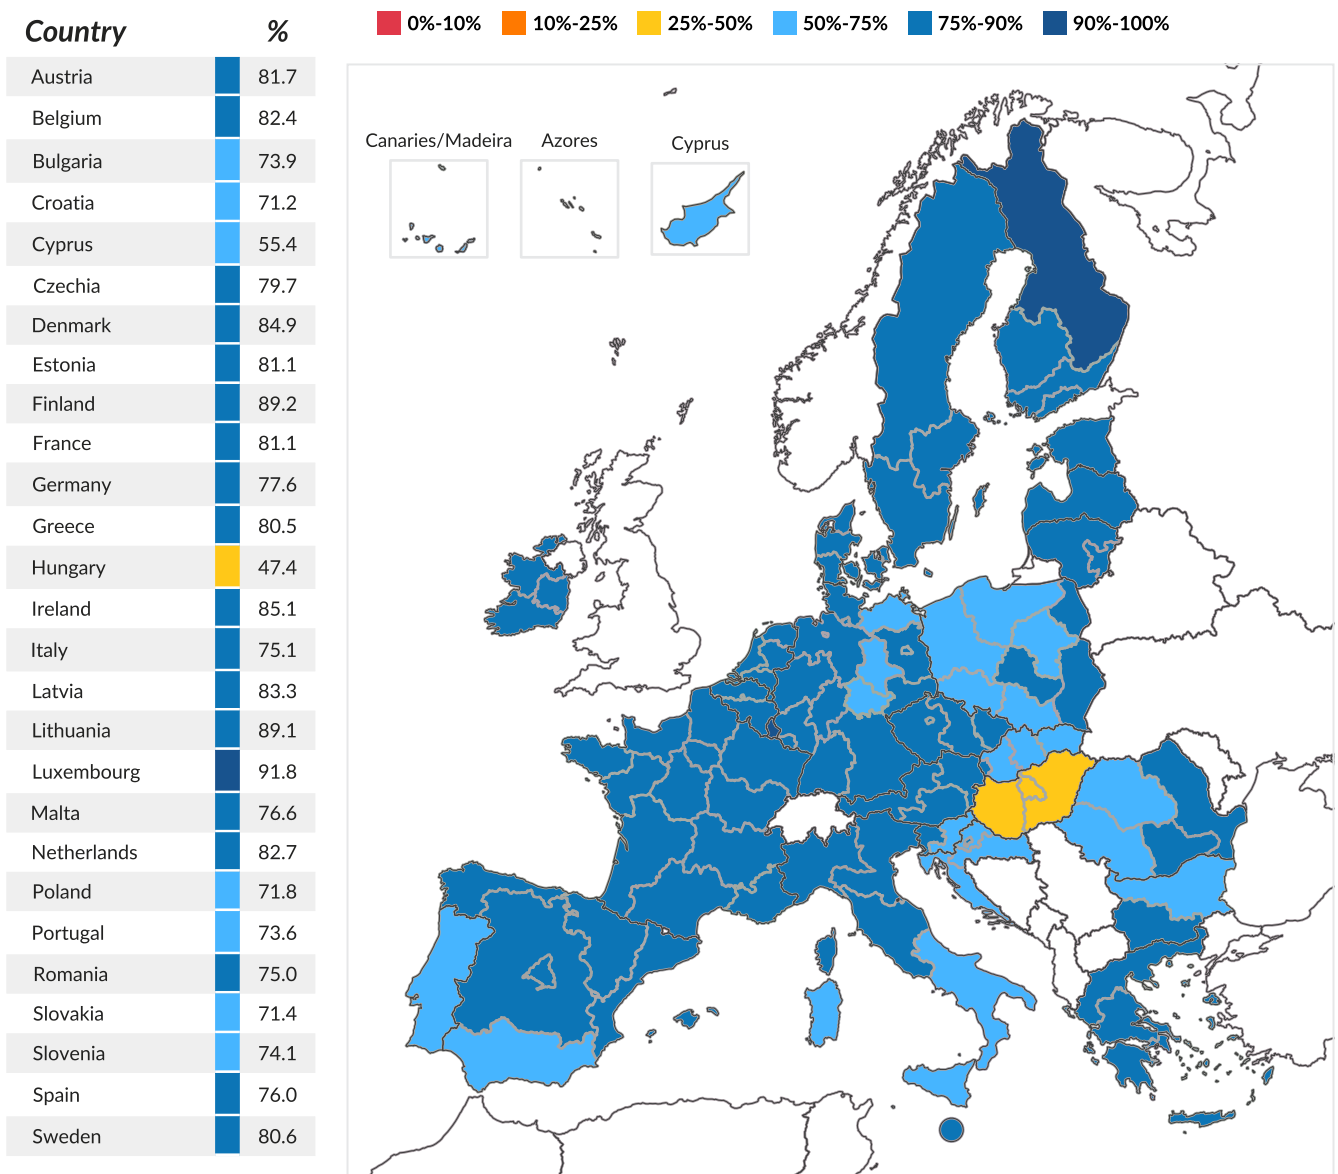 Country %
0%-10% 10%-25% 25%-50% 50%-75% 75%-90% 90%-100%
Austria 81.7
Belgium 82.4
Bulgaria 73.9
Croatia 71.2
Cyprus 55.4
Czechia 79.7
Denmark 84.9
Estonia 81.1
Finland 89.2
France 81.1
Germany 77.6
Greece 80.5
Hungary 47.4
Ireland 85.1
Italy 75.1
Latvia 83.3
Lithuania 89.1
Luxembourg 91.8
Malta 76.6
Netherlands 82.7
Poland 71.8
Portugal 73.6
Romania 75.0
Slovakia 71.4
Slovenia 74.1
Spain 76.0
Sweden 80.6
Canaries/Madeira
Azores
Cyprus